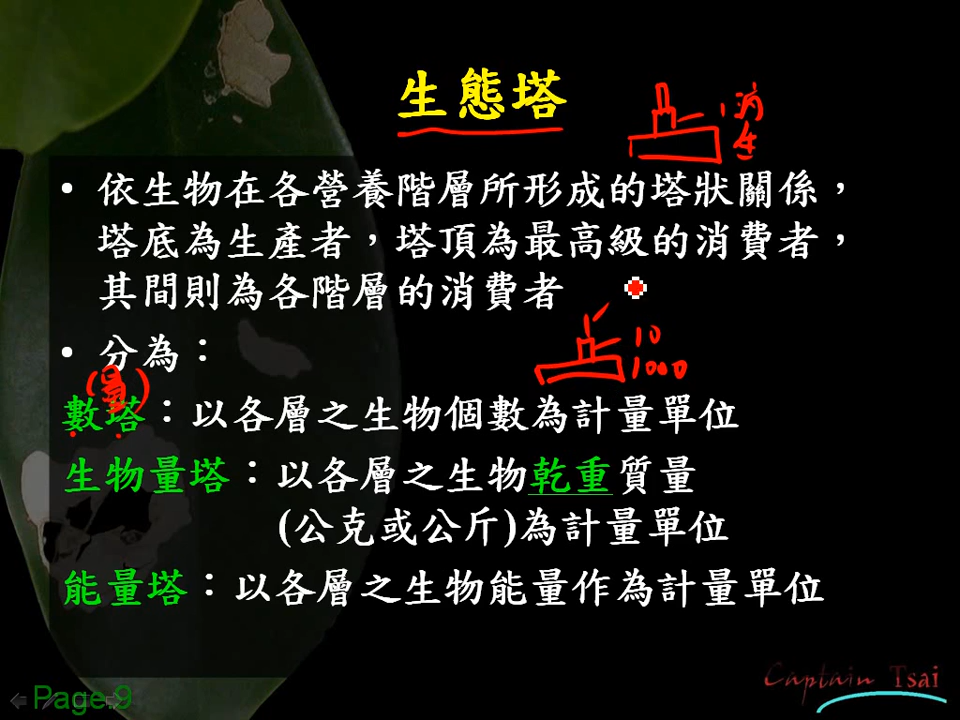 生態塔
消
生
• 依生物在各營養階層所形成的塔狀關係，
塔底為生產者，塔頂為最高級的消費者，
其間則為各階層的消費者
1
10
1000
• 分為：
(量)
數塔：以各層之生物個數為計量單位
生物量塔：以各層之生物乾重質量
(公克或公斤)為計量單位
能量塔：以各層之生物能量作為計量單位
Page.9
Captain Tsai